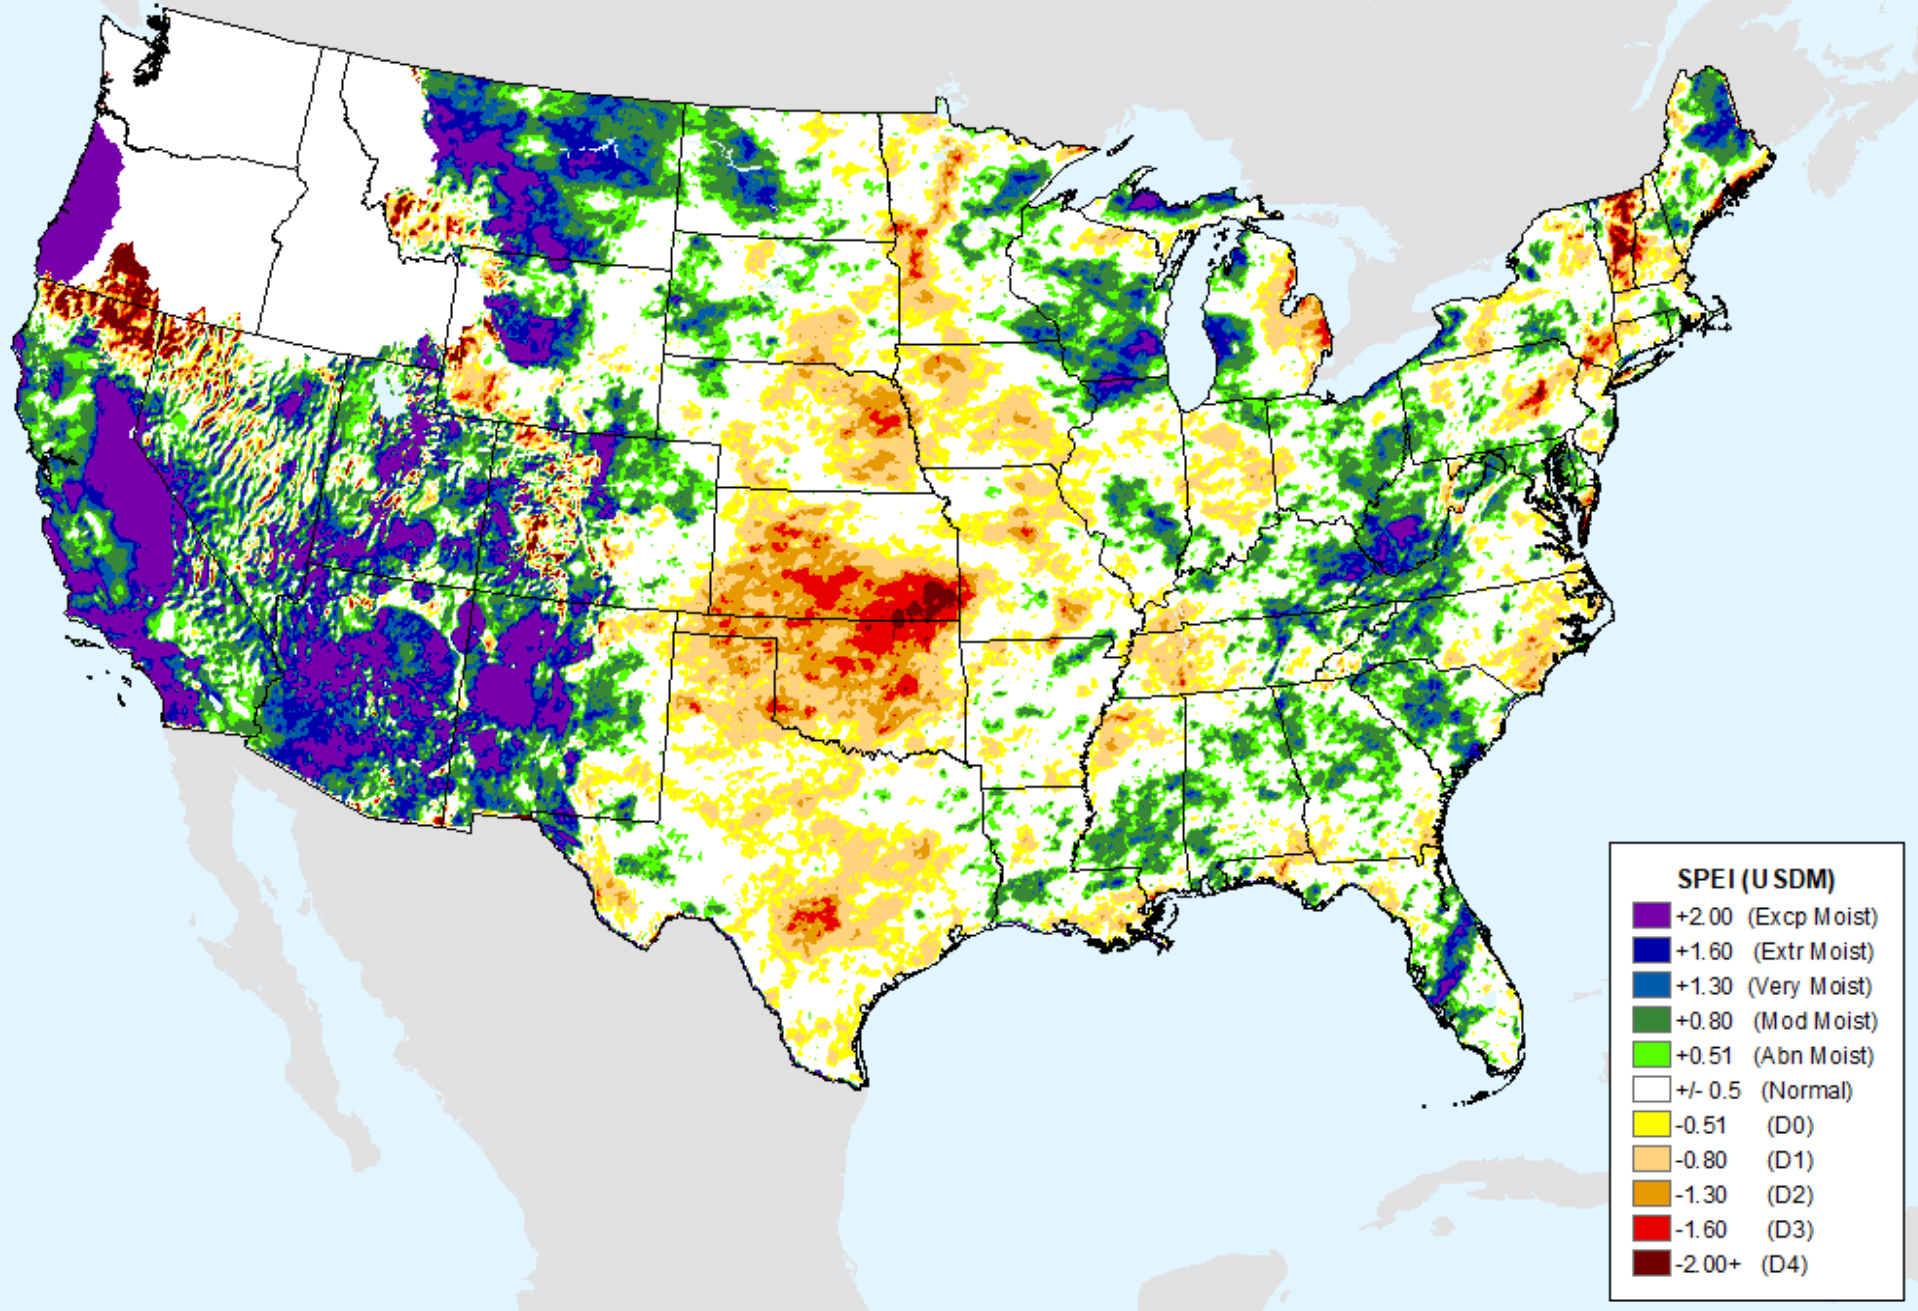 SPEI (USDM)
+2.00 (Excp Moist)
+1.60 (Extr Moist)
+1.30 (Very Moist)
+0.80 (Mod Moist)
+0.51 (Abn Moist)
+/- 0.5 (Normal)
-0.51 (D0)
-0.80 (D1)
-1.30 (D2)
-1.60 (D3)
-2.00+ (D4)